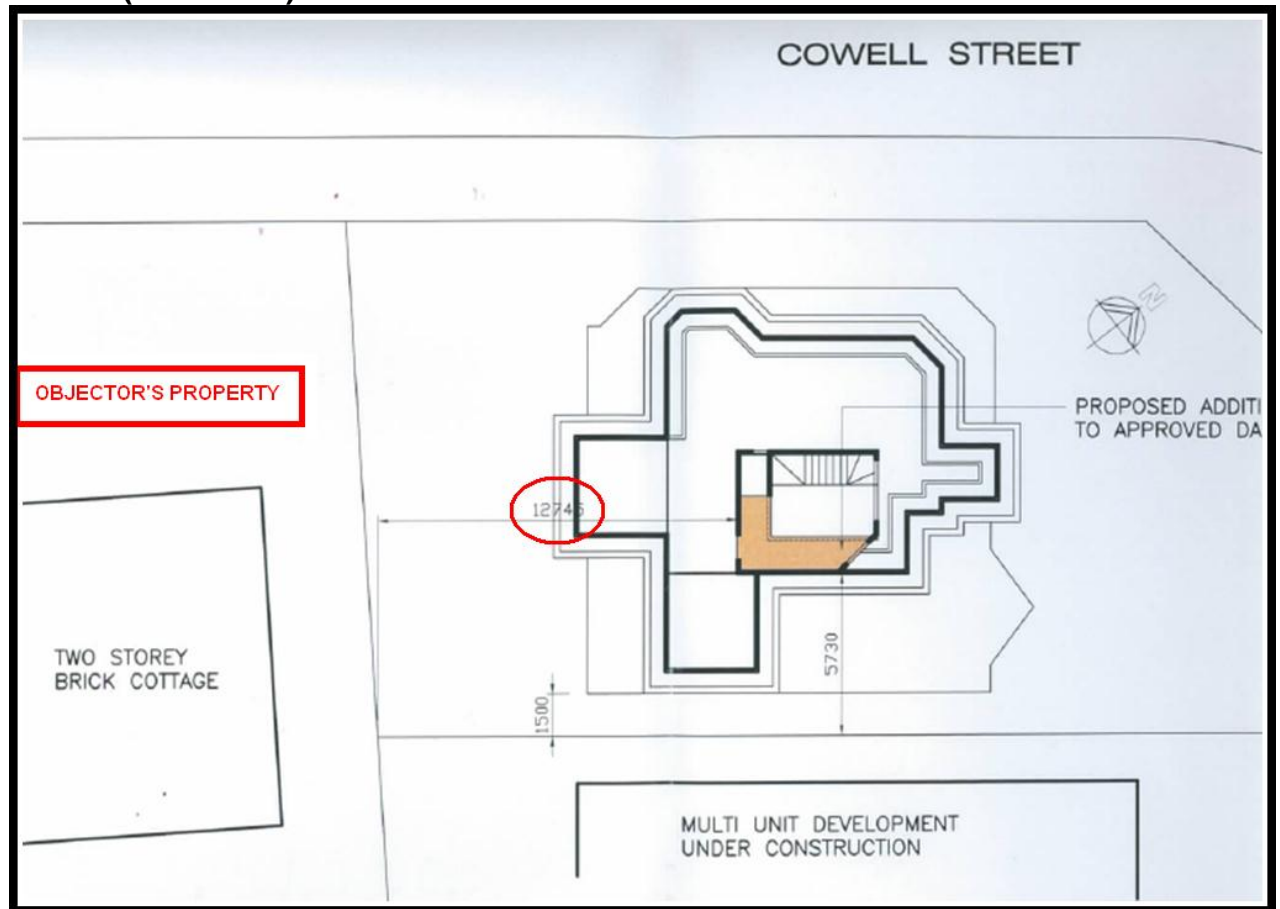 COWELL STREET
OBJECTOR'S PROPERTY
PROPOSED ADDITI
TO APPROVED DA
12745
TWO STOREY
BRICK COTTAGE
5730
1500
MULTI UNIT DEVELOPMENT
UNDER CONSTRUCTION